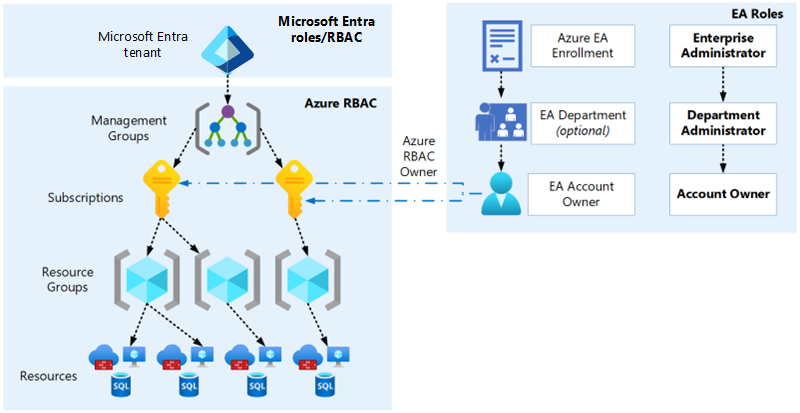 Microsoft Entra
tenant
Microsoft Entra
roles/RBAC
Azure RBAC
Management
Groups
Subscriptions
Resource
Groups
Resources
SQL
SQL
SQL
SQL
Azure
RBAC
Owner
EA Roles
Azure EA
Enrollment
Enterprise
Administrator
EA Department
(optional)
Department
Administrator
EA Account
Owner
Account Owner